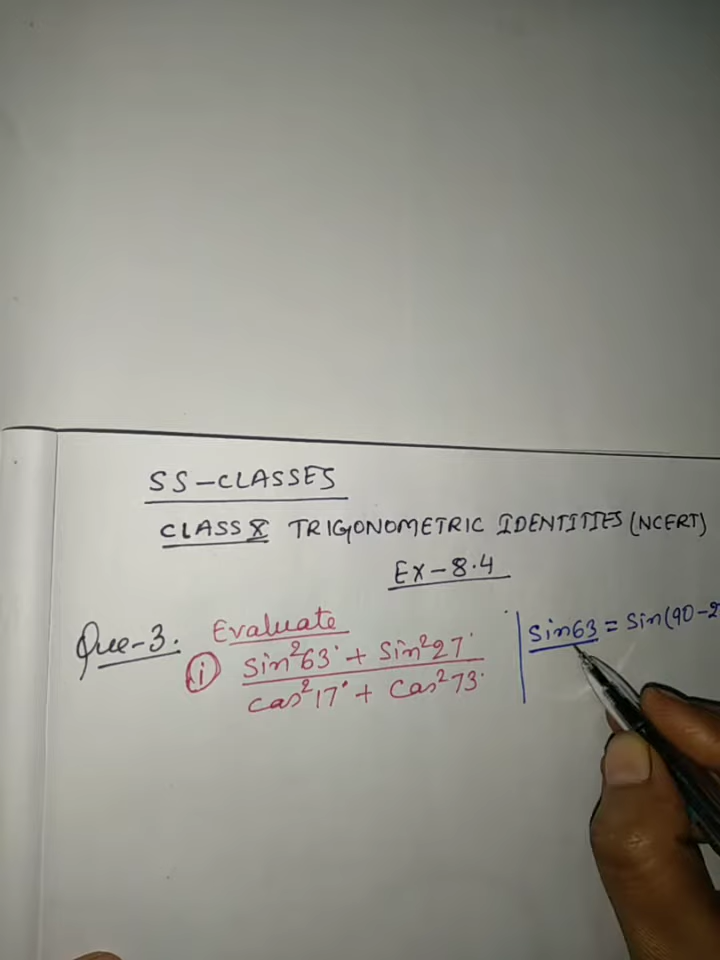 SS-CLASSES
CLASS X TRIGONOMETRIC IDENTITIES (NCERT)
EX-8.4
Que-3. Evaluate
(i) Sin²63° + Sin²27° / Cos²17° + Cos²73°
Sin63 = Sin(90-2